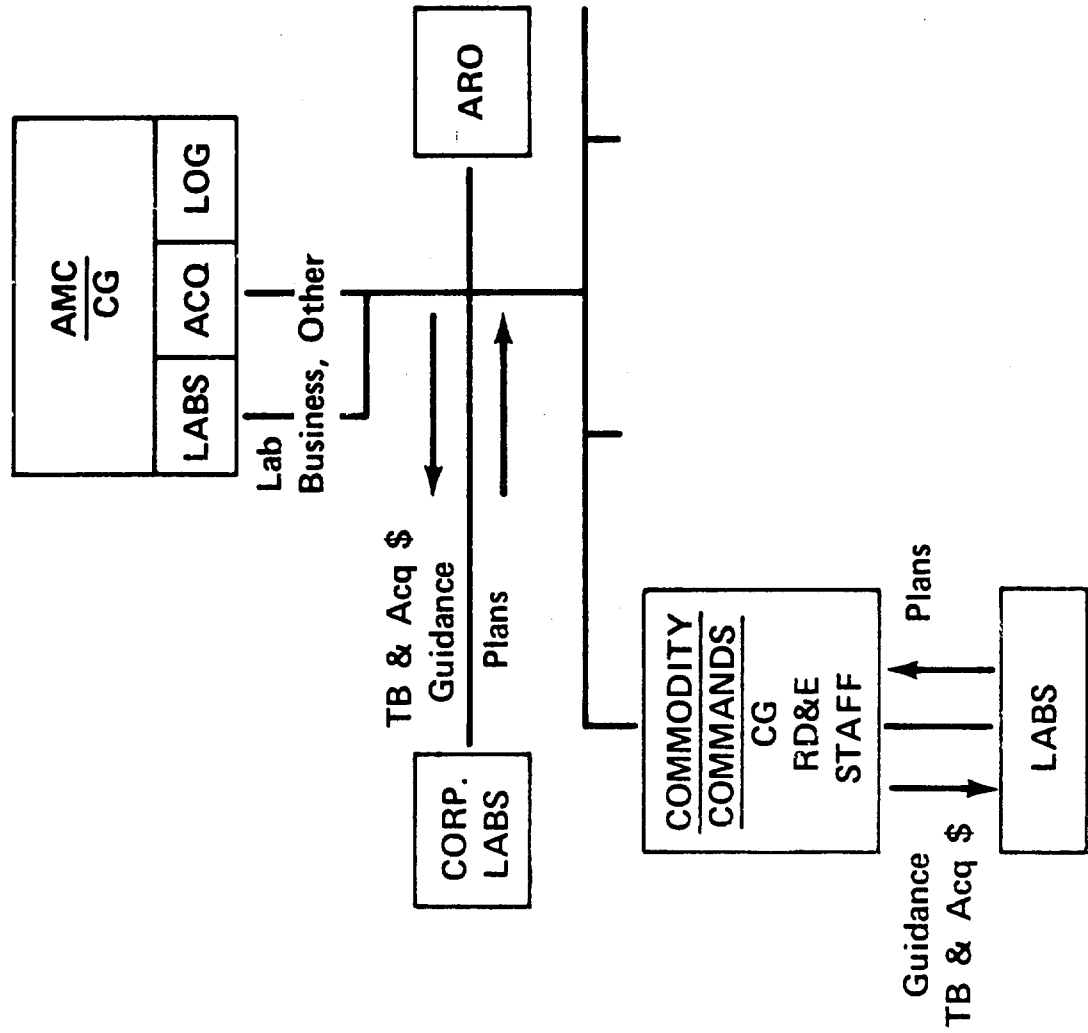 AMC
CG
LABS
ACQ
LOG
Lab
Business, Other
TB & Acq $
Guidance
Plans
CORP.
LABS
ARO
COMMODITY
COMMANDS
CG
RD&E
STAFF
Guidance
TB & Acq $
Plans
LABS